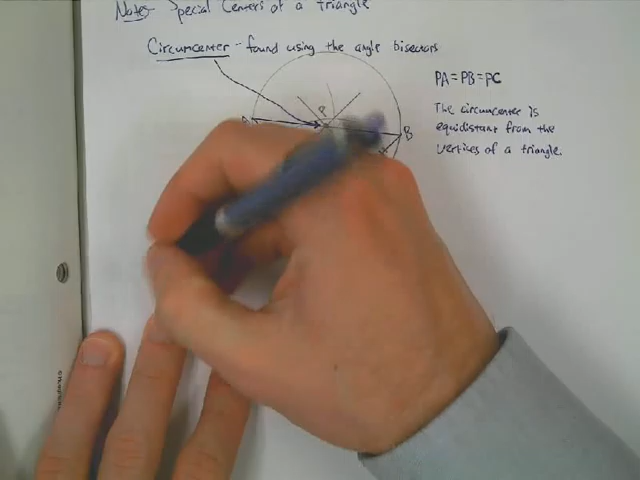 Notes - Special Centers of a Triangle
Circumcenter - found using the angle bisectors
PA = PB = PC
The circumcenter is
equidistant from the
vertises of a triangle.
P
A
B